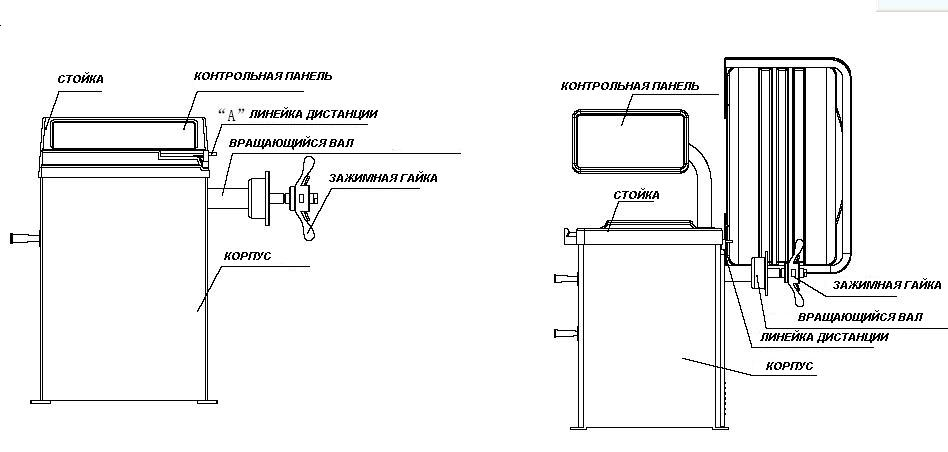 СТОЙКА
КОНТРОЛЬНАЯ ПАНЕЛЬ
“A” ЛИНЕЙКА ДИСТАНЦИИ
ВРАЩАЮЩИЙСЯ ВАЛ
ЗАЖИМНАЯ ГАЙКА
КОРПУС
КОНТРОЛЬНАЯ ПАНЕЛЬ
СТОЙКА
ЗАЖИМНАЯ ГАЙКА
ВРАЩАЮЩИЙСЯ ВАЛ
ЛИНЕЙКА ДИСТАНЦИИ
КОРПУС